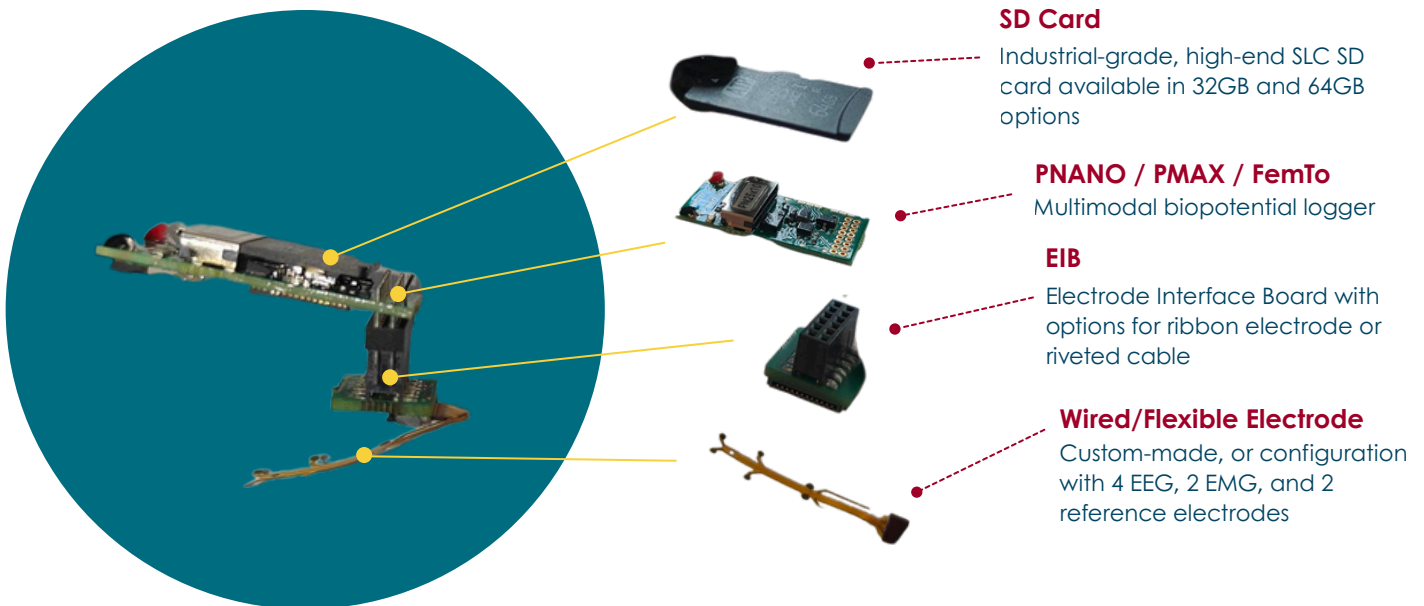 SD Card
Industrial-grade, high-end SLC SD
card available in 32GB and 64GB
options
64GB
PNANO / PMAX / FemTo
Multimodal biopotential logger
EIB
Electrode Interface Board with
options for ribbon electrode or
riveted cable
Wired/Flexible Electrode
Custom-made, or configuration
with 4 EEG, 2 EMG, and 2
reference electrodes